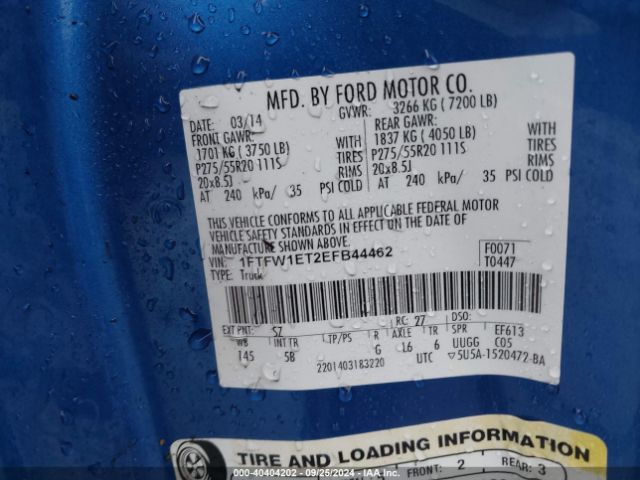 MFD. BY FORD MOTOR CO.
DATE: 03/14 GVWR: 3266 KG ( 7200 LB)
FRONT GAWR: WITH REAR GAWR: WITH
1701 KG ( 3750 LB) TIRES 1837 KG ( 4050 LB) TIRES
P275/55R20 111S RIMS P275/55R20 111S RIMS
20x8.5J 20x8.5J
AT 240 kPa/ 35 PSI COLD AT 240 kPa/ 35 PSI COLD
THIS VEHICLE CONFORMS TO ALL APPLICABLE FEDERAL MOTOR
VEHICLE SAFETY STANDARDS IN EFFECT ON THE DATE OF
MANUFACTURE SHOWN ABOVE.
VIN: 1FTFW1ET2EFB44462 F0071
TYPE: Truck T0447
EXT PNT: SZ RC: 27 DSO:
WB INT TR TP/PS R AXLE TR SPR EF613
145 5B G L6 6 UUGG C05
2201403183220 UTC ▽5U5A-1520472-BA
TIRE AND LOADING INFORMATION
FRONT: 2 REAR: 3
000-40404202 - 09/25/2024 - IAAI.com